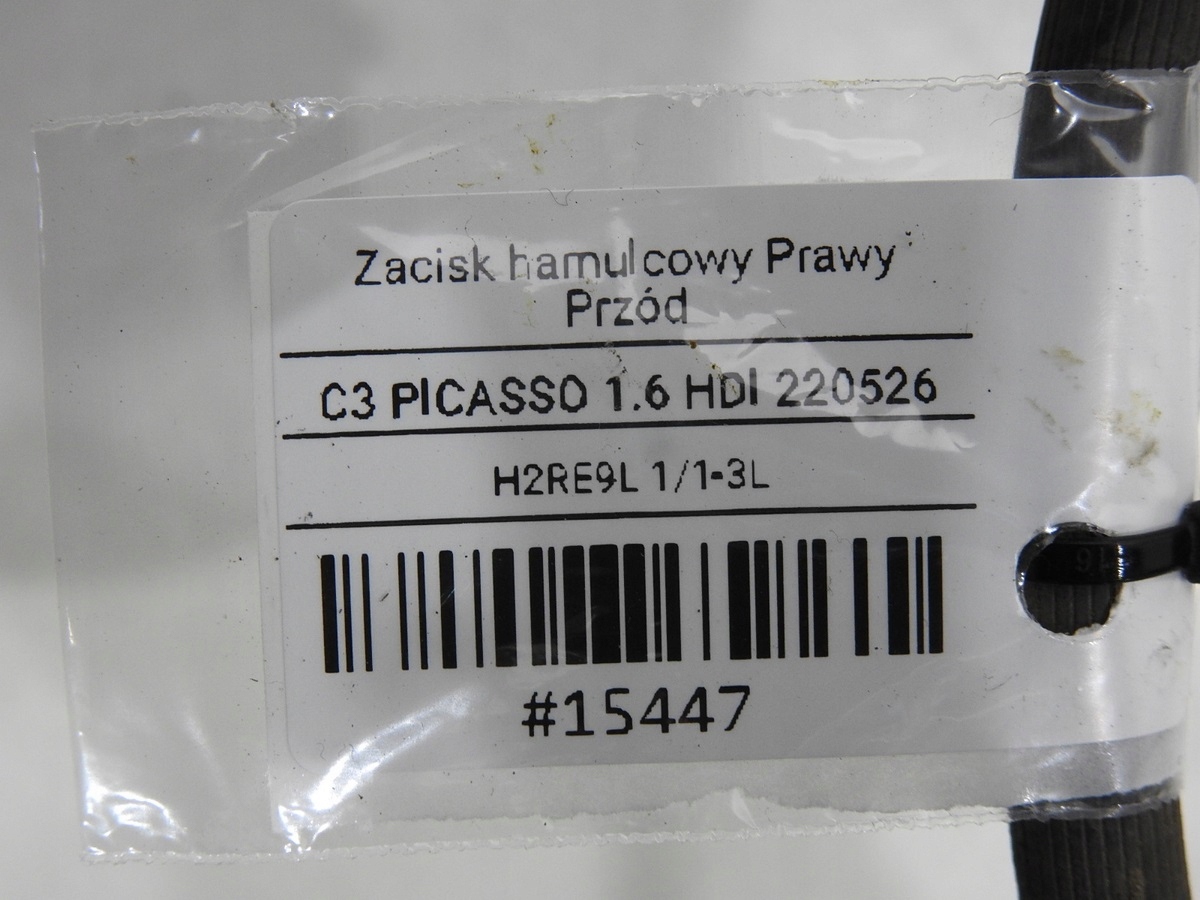 Zacisk hamulcowy Prawy
Przód
C3 PICASSO 1.6 HDI 220526
H2RE9L 1/1-3L
#15447